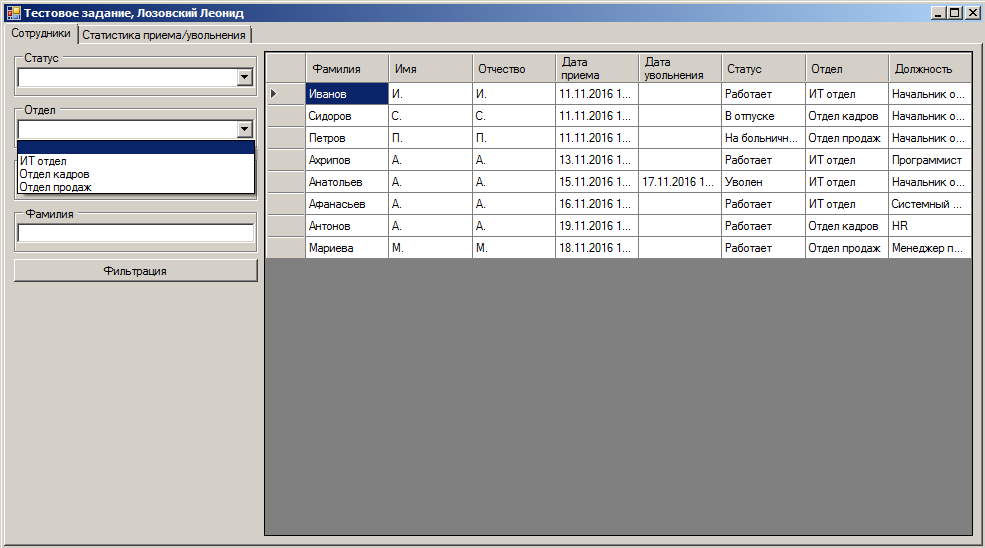 Тестовое задание, Лозовский Леонид
Сотрудники Статистика приема/увольнения
Статус
Отдел
ИТ отдел
Отдел кадров
Отдел продаж
Фамилия
Фильтрация
Фамилия Имя Отчество Дата приема Дата увольнения Статус Отдел Должность
Иванов И. И. 11.11.2016 1... Работает ИТ отдел Начальник о...
Сидоров С. С. 11.11.2016 1... В отпуске Отдел кадров Начальник о...
Петров П. П. 11.11.2016 1... На больничн... Отдел продаж Начальник о...
Ахрипов А. А. 13.11.2016 1... Работает ИТ отдел Программист
Анатольев А. А. 15.11.2016 1... 17.11.2016 1... Уволен ИТ отдел Начальник о...
Афанасьев А. А. 16.11.2016 1... Работает ИТ отдел Системный ...
Антонов А. А. 19.11.2016 1... Работает Отдел кадров HR
Мариева М. М. 18.11.2016 1... Работает Отдел продаж Менеджер п...